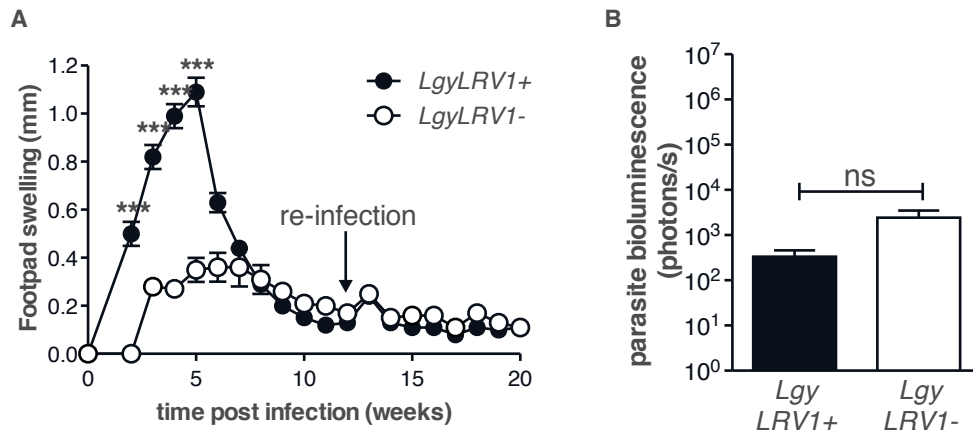 A
Footpad swelling (mm)
1.2
1.0
0.8
0.6
0.4
0.2
0.0
***
***
***
***
LgyLRV1+
LgyLRV1-
re-infection
0
5
10
15
20
time post infection (weeks)
B
parasite bioluminescence
(photons/s)
10⁷
10⁶
10⁵
10⁴
10³
10²
10¹
10⁰
ns
Lgy
LRV1+
Lgy
LRV1-